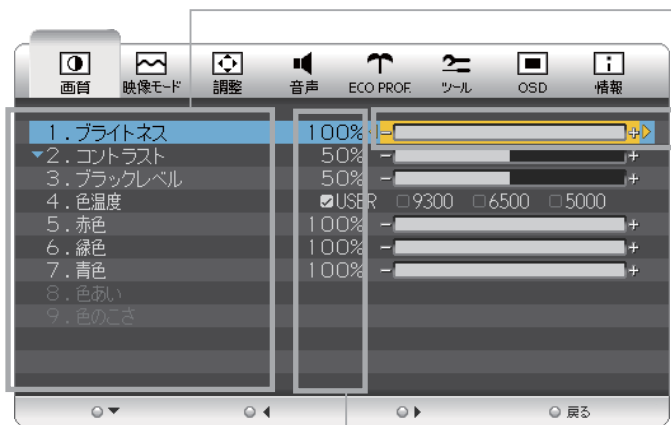 画質 映像モード 調整 音声 ECO PROF. ツール OSD 情報
1.ブライトネス 100% - +
2.コントラスト 50% - +
3.ブラックレベル 50% - +
4.色温度 USER 9300 6500 5000
5.赤色 100% - +
6.緑色 100% - +
7.青色 100% - +
8.色あい
9.色のこさ
戻る